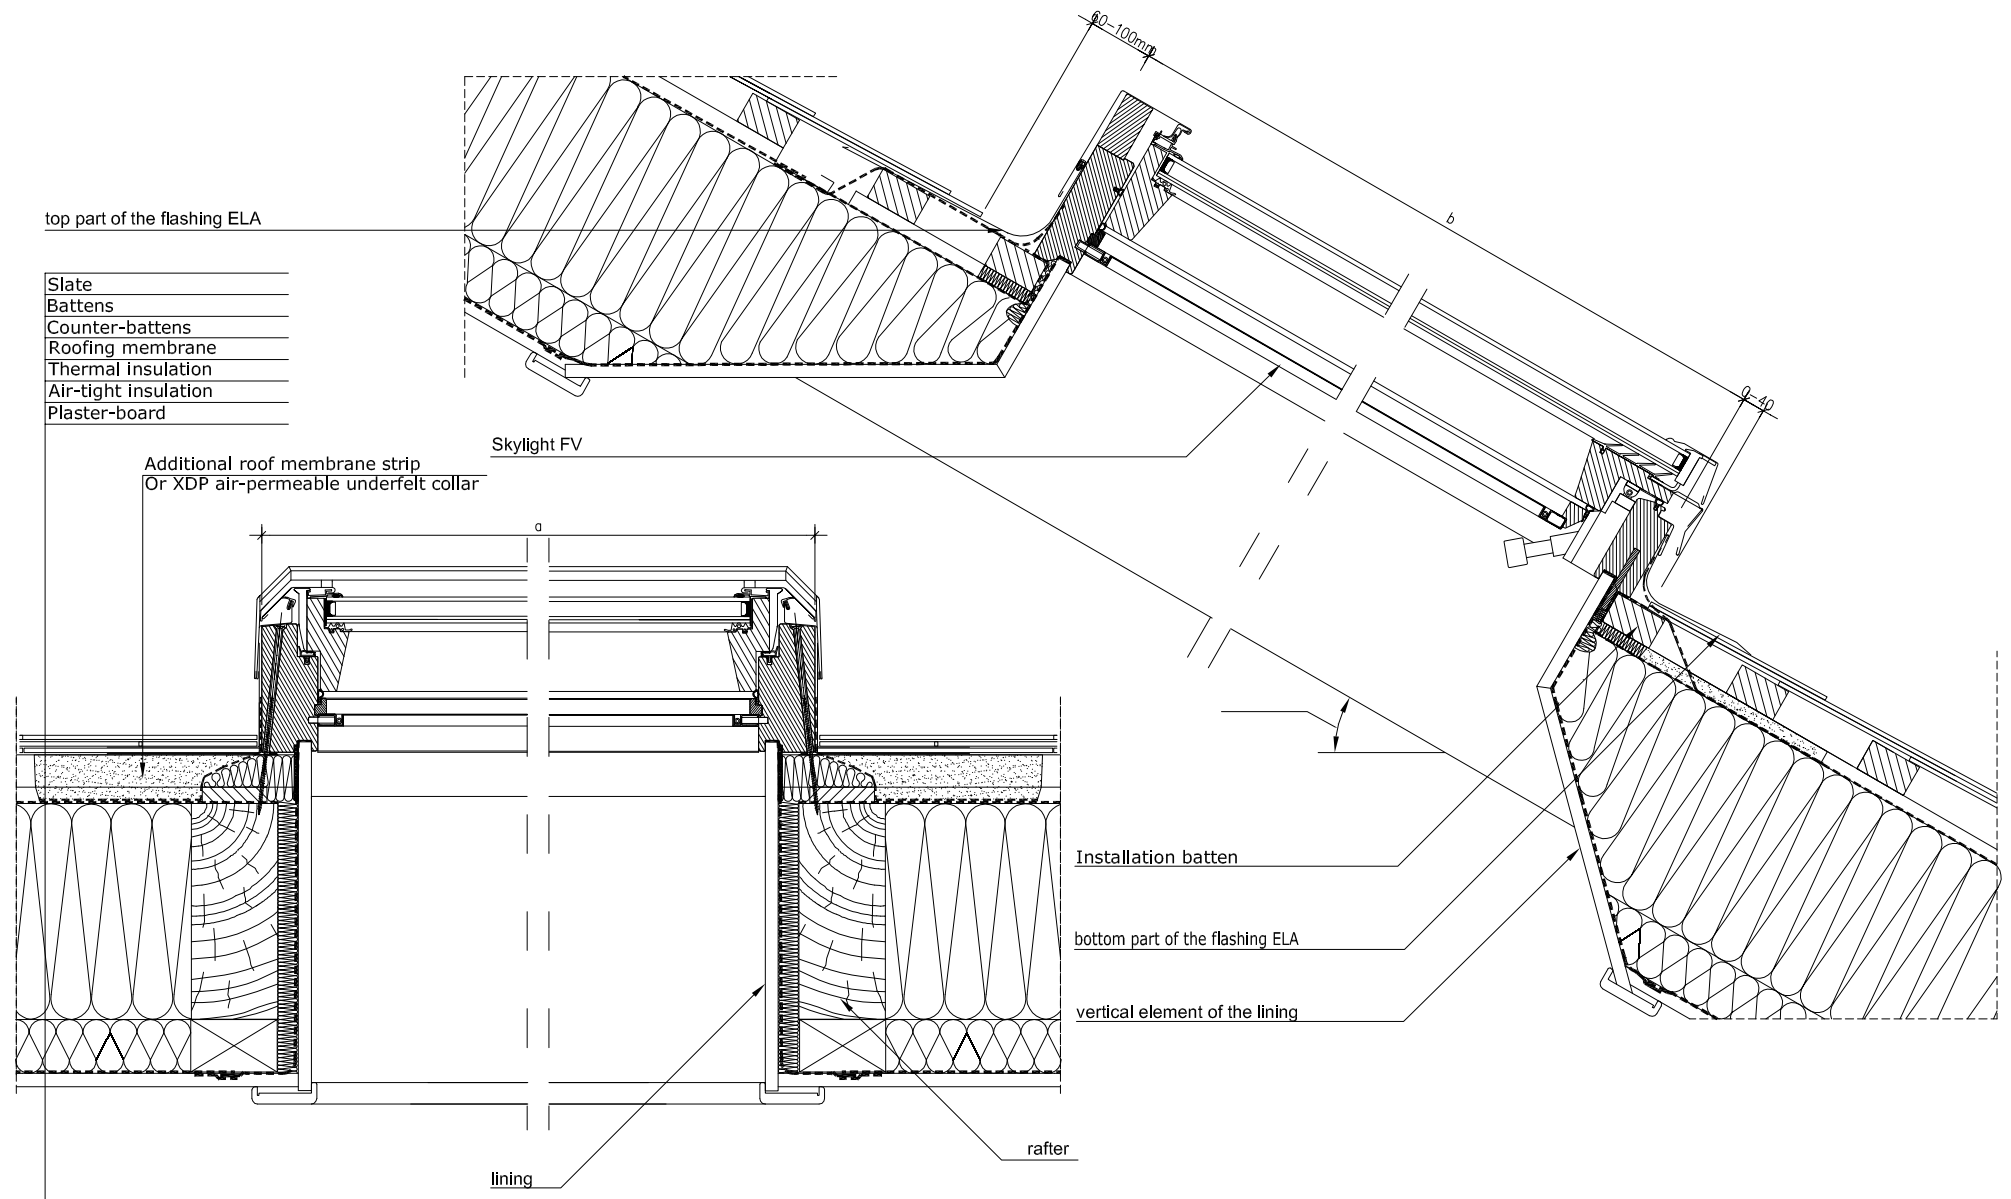 60-100mm
b
0-40
top part of the flashing ELA
Slate
Battens
Counter-battens
Roofing membrane
Thermal insulation
Air-tight insulation
Plaster-board
Skylight FV
Additional roof membrane strip
Or XDP air-permeable underfelt collar
a
Installation batten
bottom part of the flashing ELA
vertical element of the lining
rafter
lining